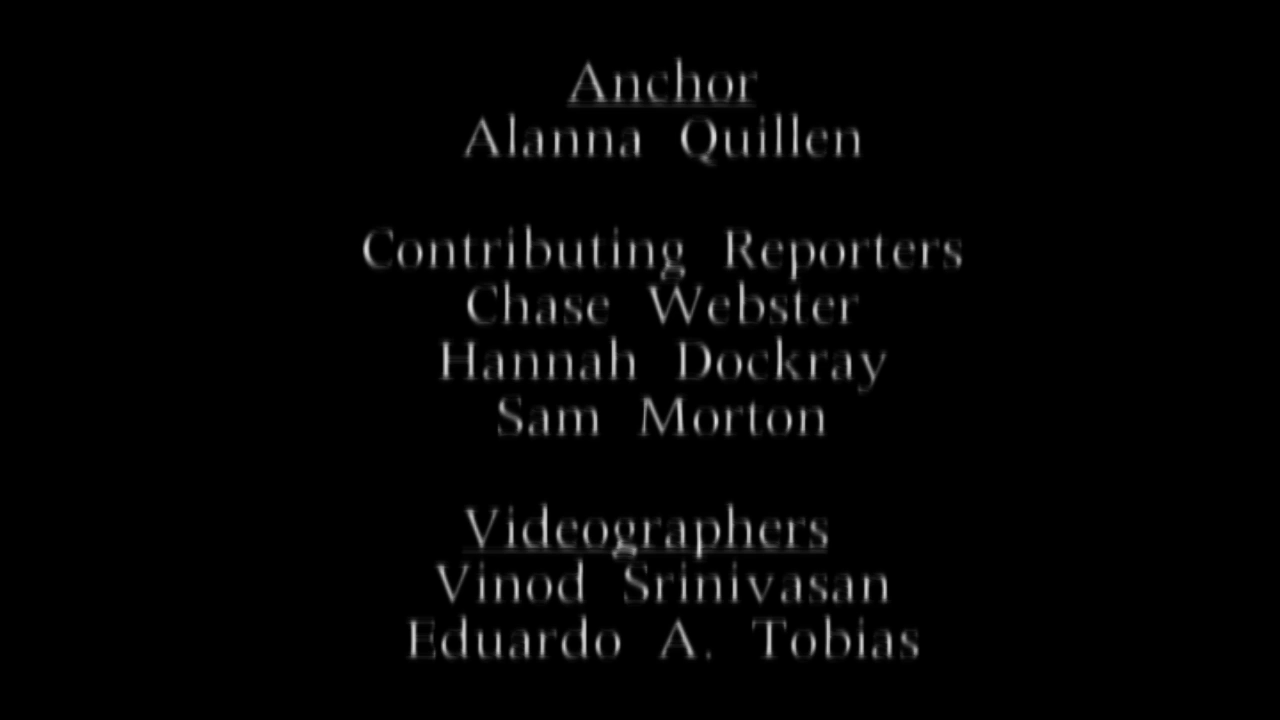 Anchor
Alanna Quillen
Contributing Reporters
Chase Webster
Hannah Dockray
Sam Morton
Videographers
Vinod Srinivasan
Eduardo A. Tobias